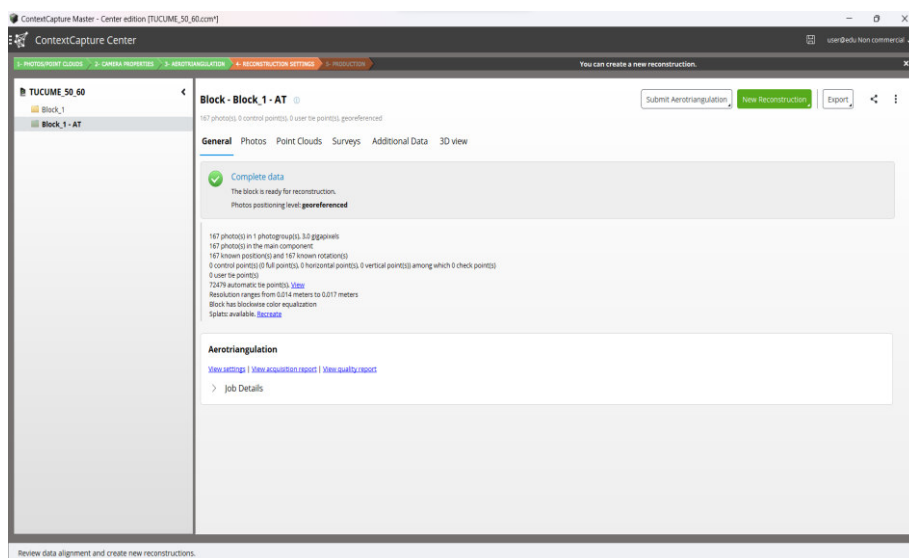 ContextCapture Master - Center edition [TUCUME_50_60.ccm*]
ContextCapture Center
user@edu Non commercial
1- PHOTOS/POINT CLOUDS 2- CAMERA PROPERTIES 3- AEROTRIANGULATION 4- RECONSTRUCTION SETTINGS 5- PRODUCTION You can create a new reconstruction. X
TUCUME_50_60
Block_1
Block_1 - AT
Block - Block_1 - AT
Submit Aerotriangulation New Reconstruction Export
167 photo(s), 0 control point(s), 0 user tie point(s), georeferenced
General Photos Point Clouds Surveys Additional Data 3D view
Complete data
The block is ready for reconstruction.
Photos positioning level: georeferenced
167 photo(s) in 1 photogroup(s), 3.0 gigapixels
167 photo(s) in the main component
167 known position(s) and 167 known rotation(s)
0 control point(s) (0 full point(s), 0 horizontal point(s), 0 vertical point(s)) among which 0 check point(s)
0 user tie point(s)
72479 automatic tie point(s). View
Resolution ranges from 0.014 meters to 0.017 meters
Block has blockwise color equalization
Splats: available. Recreate
Aerotriangulation
View settings | View acquisition report | View quality report
Job Details
Review data alignment and create new reconstructions.